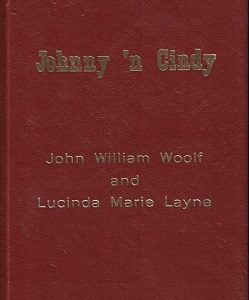 Johnny 'n Cindy
John William Woolf
and
Lucinda Marie Layne